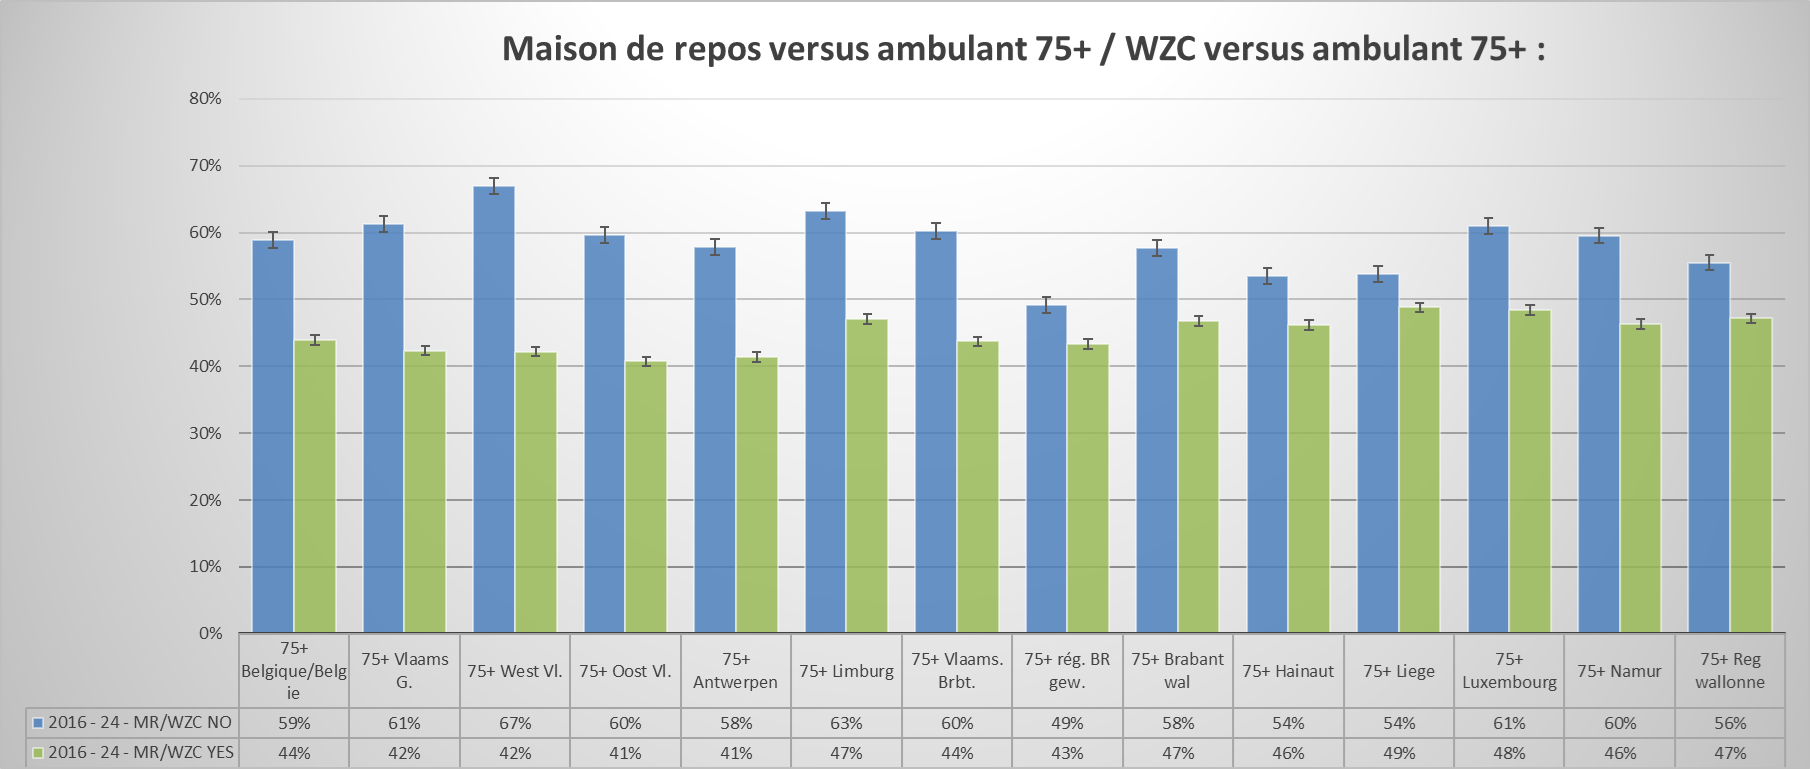 Maison de repos versus ambulant 75+ / WZC versus ambulant 75+ :
80%
70%
60%
50%
40%
30%
20%
10%
0%
75+ Belgique/Belg ie
75+ Vlaams G.
75+ West Vl.
75+ Oost Vl.
75+ Antwerpen
75+ Limburg
75+ Vlaams. Brbt.
75+ rég. BR gew.
75+ Brabant wal
75+ Hainaut
75+ Liege
75+ Luxembourg
75+ Namur
75+ Reg wallonne
2016 - 24 - MR/WZC NO 59% 61% 67% 60% 58% 63% 60% 49% 58% 54% 54% 61% 60% 56%
2016 - 24 - MR/WZC YES 44% 42% 42% 41% 41% 47% 44% 43% 47% 46% 49% 48% 46% 47%